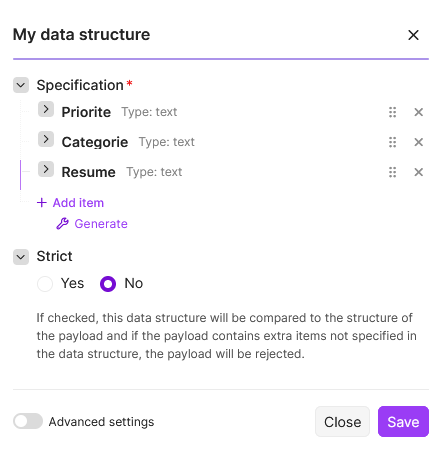 My data structure
Specification*
Priorite Type: text
Categorie Type: text
Resume Type: text
+ Add item
Generate
Strict
Yes No
If checked, this data structure will be compared to the structure of
the payload and if the payload contains extra items not specified in
the data structure, the payload will be rejected.
Advanced settings Close Save